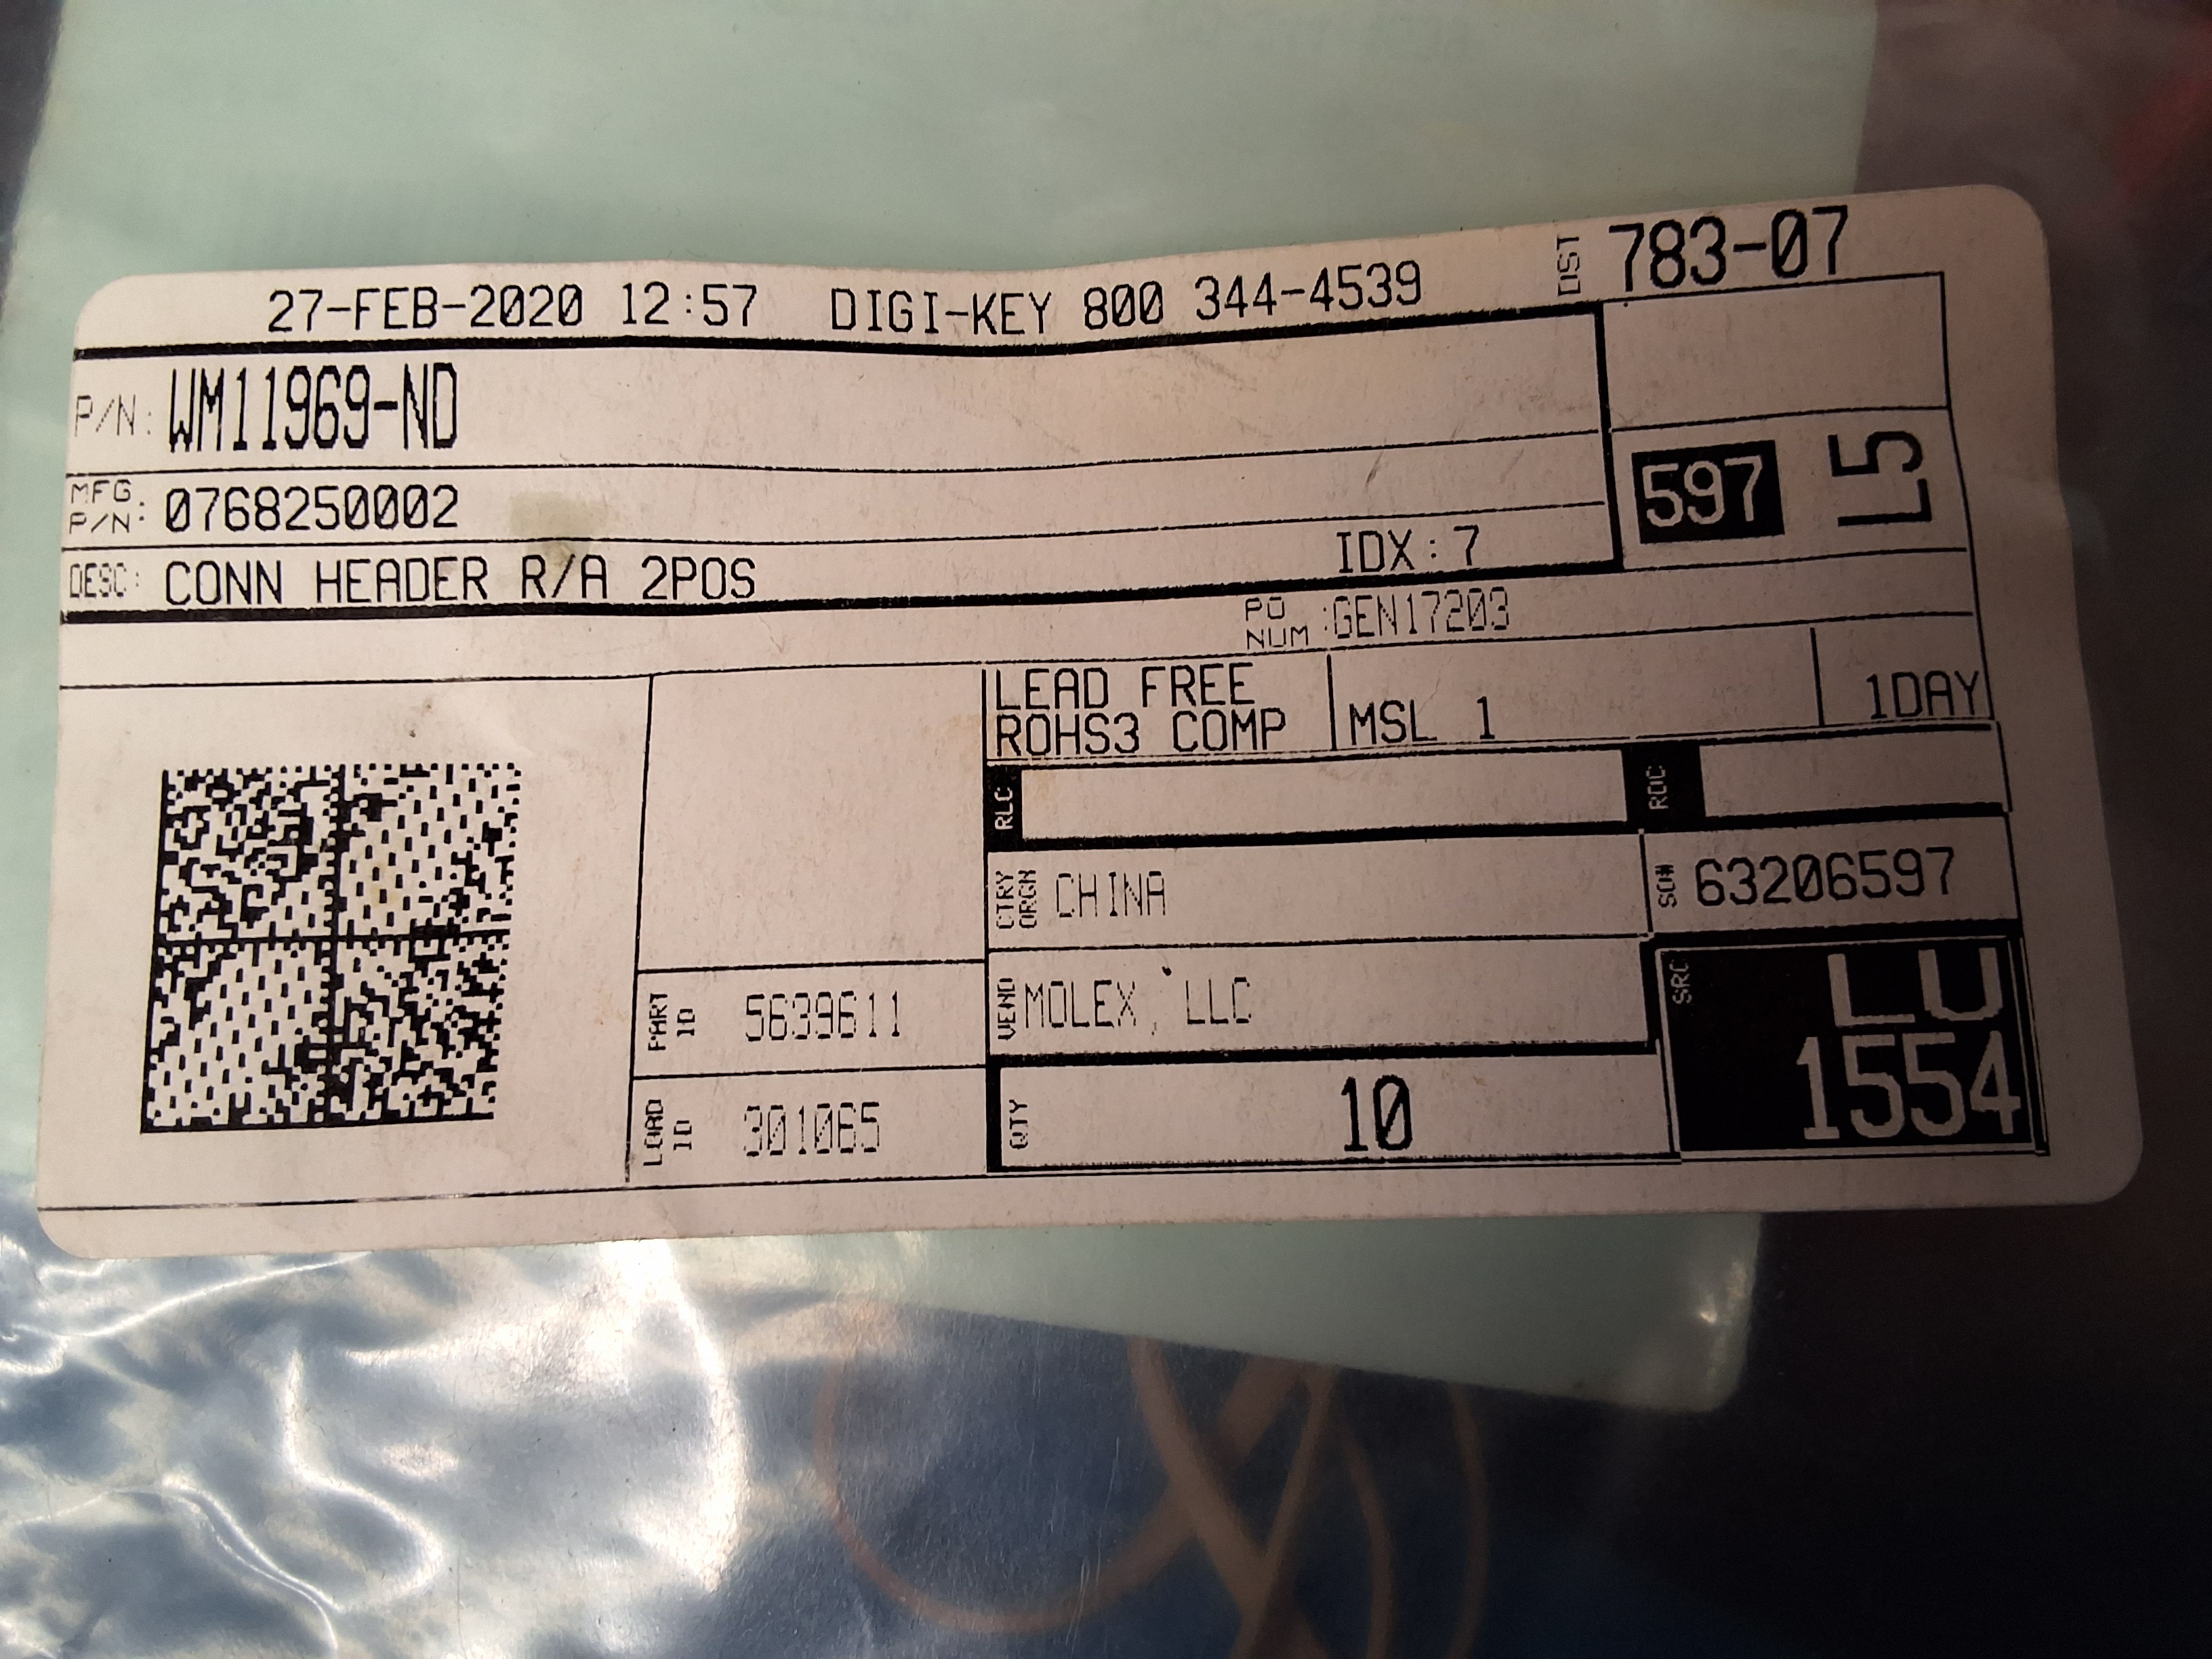 27-FEB-2020 12:57 DIGI-KEY 800 344-4539 DIST 783-07
P/N: WM11969-ND
MFG. P/N: 0768250002
597 L5
DESC: CONN HEADER R/A 2POS IDX: 7
PO NUM :GEN17203
LEAD FREE
ROHS3 COMP
MSL 1
1DAY
RLC
RDC
CTRY ORGN CHINA
SO# 63206597
PART ID 5639611
VEND MOLEX, LLC
SRC LU
1554
LOAD ID 301065
QTY 10